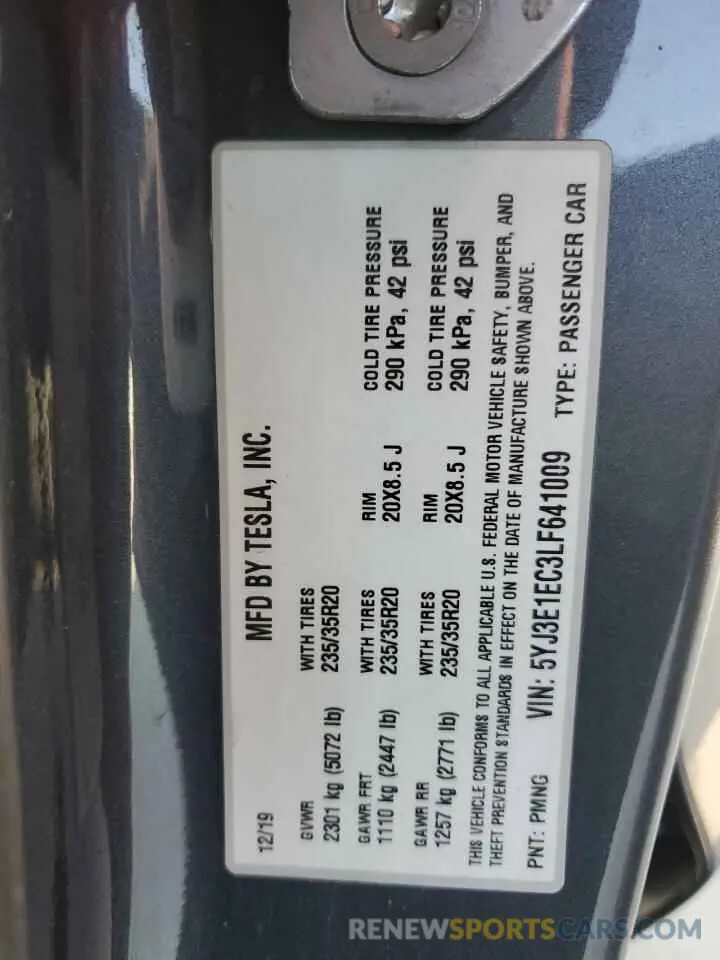 MFD BY TESLA, INC.
12/19
GVWR WITH TIRES
2301 kg (5072 lb) 235/35R20
GAWR FRT WITH TIRES RIM COLD TIRE PRESSURE
1110 kg (2447 lb) 235/35R20 20X8.5 J 290 kPa, 42 psi
GAWR RR WITH TIRES RIM COLD TIRE PRESSURE
1257 kg (2771 lb) 235/35R20 20X8.5 J 290 kPa, 42 psi
THIS VEHICLE CONFORMS TO ALL APPLICABLE U.S. FEDERAL MOTOR VEHICLE SAFETY, BUMPER, AND
THEFT PREVENTION STANDARDS IN EFFECT ON THE DATE OF MANUFACTURE SHOWN ABOVE.
PNT: PMNG VIN: 5YJ3E1EC3LF641009 TYPE: PASSENGER CAR
RENEWSPORTSCARS.COM